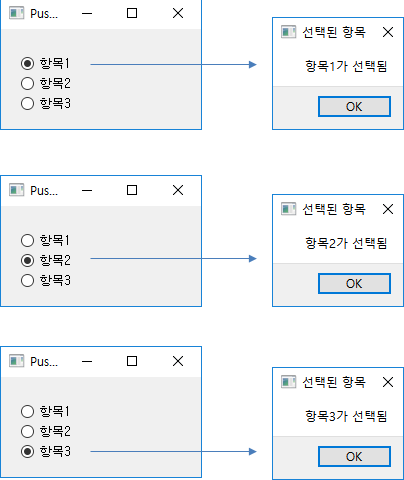 Pus...
항목1
항목2
항목3
선택된 항목
항목1가 선택됨
OK
Pus...
항목1
항목2
항목3
선택된 항목
항목2가 선택됨
OK
Pus...
항목1
항목2
항목3
선택된 항목
항목3가 선택됨
OK